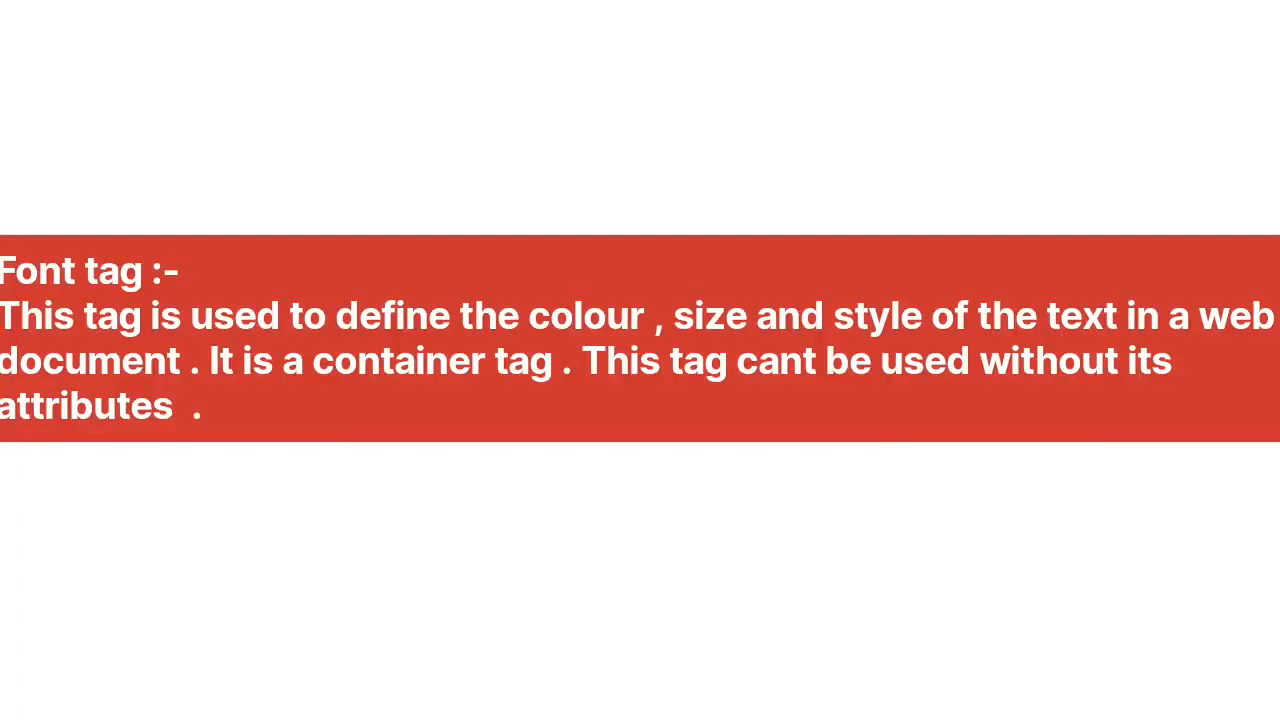 Font tag :-
This tag is used to define the colour , size and style of the text in a web
document . It is a container tag . This tag cant be used without its
attributes  .